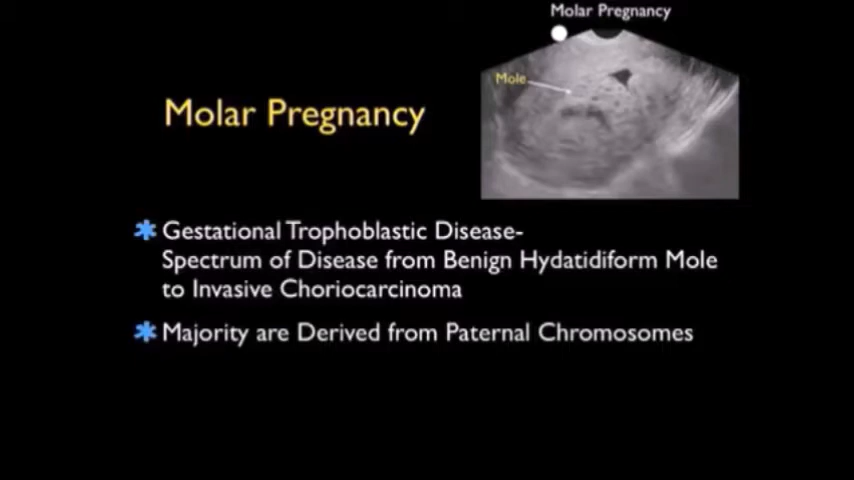 Molar Pregnancy
Mole
Molar Pregnancy
Gestational Trophoblastic Disease-
Spectrum of Disease from Benign Hydatidiform Mole
to Invasive Choriocarcinoma
Majority are Derived from Paternal Chromosomes